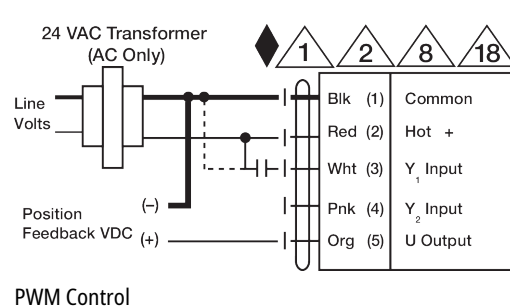 24 VAC Transformer
(AC Only)
1 2 8 18
Line
Volts
Blk (1) Common
Red (2) Hot +
Wht (3) Y1 Input
Pnk (4) Y2 Input
Org (5) U Output
Position
Feedback VDC
(–)
(+)
PWM Control